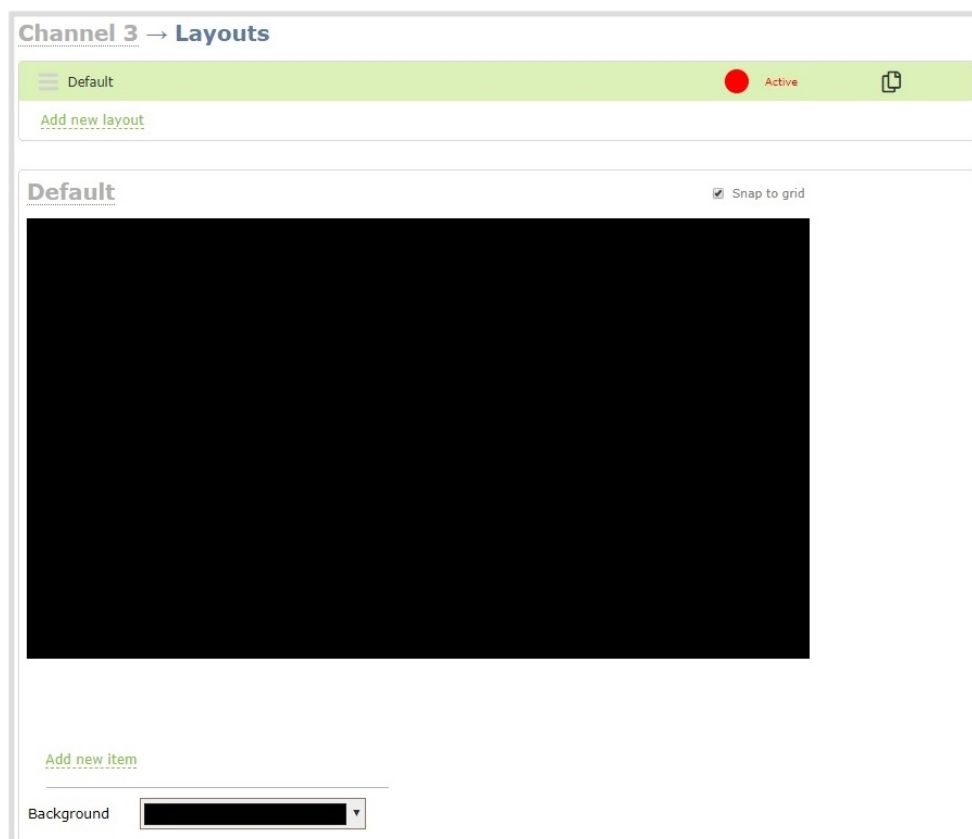 Channel 3 → Layouts
Default Active
Add new layout
Default Snap to grid
Add new item
Background